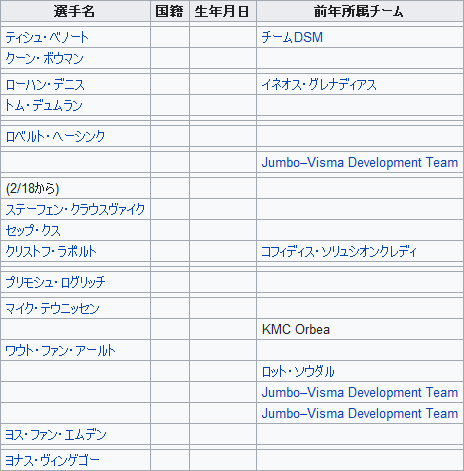 選手名 国籍 生年月日 前年所属チーム
ティシュ・ベノート チームDSM
クーン・ボウマン
ローハン・デニス イネオス・グレナディアス
トム・デュムラン
ロベルト・ヘーシンク
Jumbo–Visma Development Team
(2/18から)
ステーフェン・クラウスヴァイク
セップ・クス
クリストフ・ラポルト コフィディス・ソリュシオンクレディ
プリモシュ・ログリッチ
マイク・テウニッセン
KMC Orbea
ワウト・ファン・アールト
ロット・ソウダル
Jumbo–Visma Development Team
Jumbo–Visma Development Team
ヨス・ファン・エムデン
ヨナス・ヴィンゲゴー